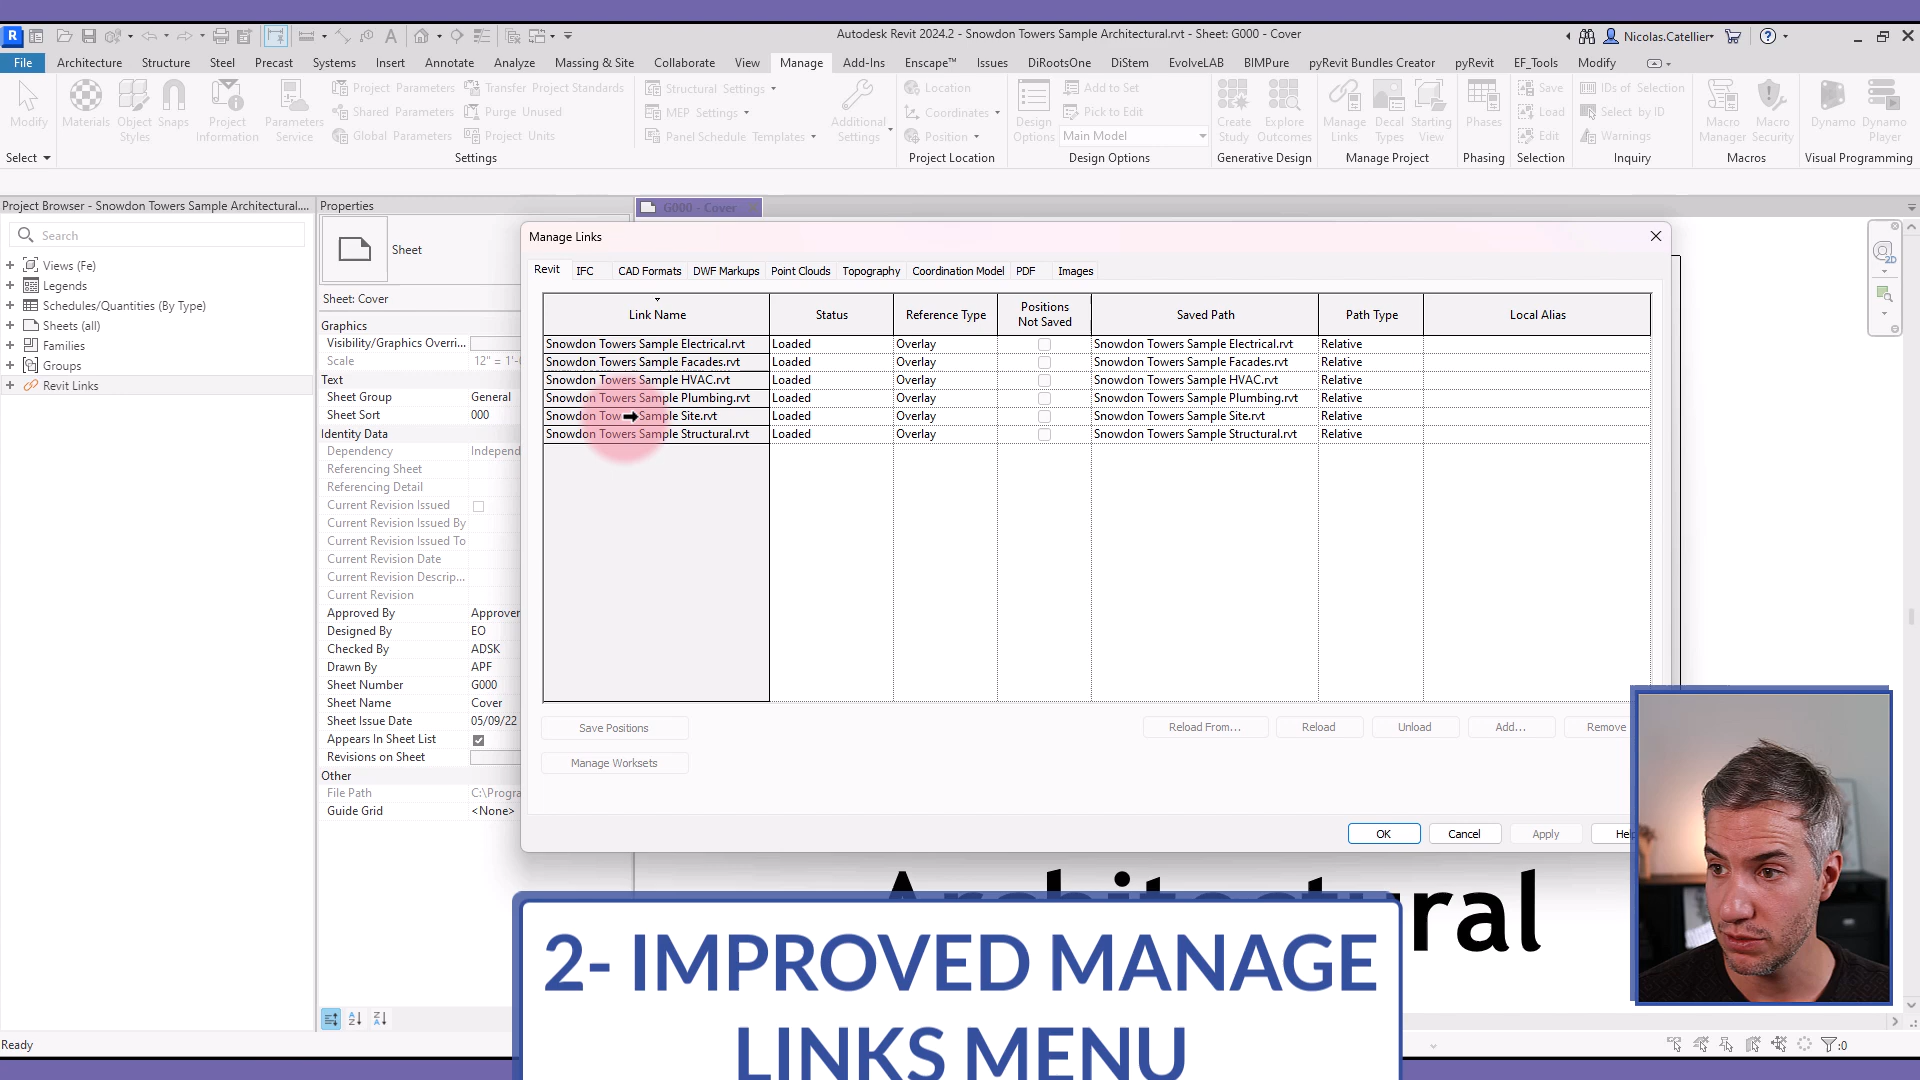 Autodesk Revit 2024.2 - Snowdon Towers Sample Architectural.rvt - Sheet: G000 - Cover
Nicolas.Catellier
File Architecture Structure Steel Precast Systems Insert Annotate Analyze Massing & Site Collaborate View Manage Add-Ins Enscape™ Issues DiRootsOne DiStem EvolveLAB BIMPure pyRevit Bundles Creator pyRevit EF_Tools Modify
Modify
Materials
Object Styles
Snaps
Project Information
Parameters Service
Project Parameters
Shared Parameters
Global Parameters
Transfer Project Standards
Purge Unused
Project Units
Structural Settings
MEP Settings
Panel Schedule Templates
Additional Settings
Location
Coordinates
Position
Design Options
Add to Set
Pick to Edit
Main Model
Create Study
Explore Outcomes
Manage Links
Decal Types
Starting View
Phases
Save
Load
Edit
IDs of Selection
Select by ID
Warnings
Macro Manager
Macro Security
Dynamo
Dynamo Player
Select Settings Project Location Design Options Generative Design Manage Project Phasing Selection Inquiry Macros Visual Programming
Project Browser - Snowdon Towers Sample Architectural....
Search
Views (Fe)
Legends
Schedules/Quantities (By Type)
Sheets (all)
Families
Groups
Revit Links
Properties
Sheet
Sheet: Cover
Graphics
Visibility/Graphics Overri...
Scale 12" = 1'-0
Text
Sheet Group General
Sheet Sort 000
Identity Data
Dependency Independ
Referencing Sheet
Referencing Detail
Current Revision Issued
Current Revision Issued By
Current Revision Issued To
Current Revision Date
Current Revision Descrip...
Current Revision
Approved By Approver
Designed By EO
Checked By ADSK
Drawn By APF
Sheet Number G000
Sheet Name Cover
Sheet Issue Date 05/09/22
Appears In Sheet List
Revisions on Sheet
Other
File Path C:\Progra
Guide Grid <None>
G000 - Cover
Manage Links
Revit IFC CAD Formats DWF Markups Point Clouds Topography Coordination Model PDF Images
Link Name Status Reference Type Positions Not Saved Saved Path Path Type Local Alias
Snowdon Towers Sample Electrical.rvt Loaded Overlay Snowdon Towers Sample Electrical.rvt Relative
Snowdon Towers Sample Facades.rvt Loaded Overlay Snowdon Towers Sample Facades.rvt Relative
Snowdon Towers Sample HVAC.rvt Loaded Overlay Snowdon Towers Sample HVAC.rvt Relative
Snowdon Towers Sample Plumbing.rvt Loaded Overlay Snowdon Towers Sample Plumbing.rvt Relative
Snowdon Tow Sample Site.rvt Loaded Overlay Snowdon Towers Sample Site.rvt Relative
Snowdon Towers Sample Structural.rvt Loaded Overlay Snowdon Towers Sample Structural.rvt Relative
Save Positions Reload From... Reload Unload Add... Remove
Manage Worksets
OK Cancel Apply Help
Architectural
2- IMPROVED MANAGE
LINKS MENU
Ready
:0
2D